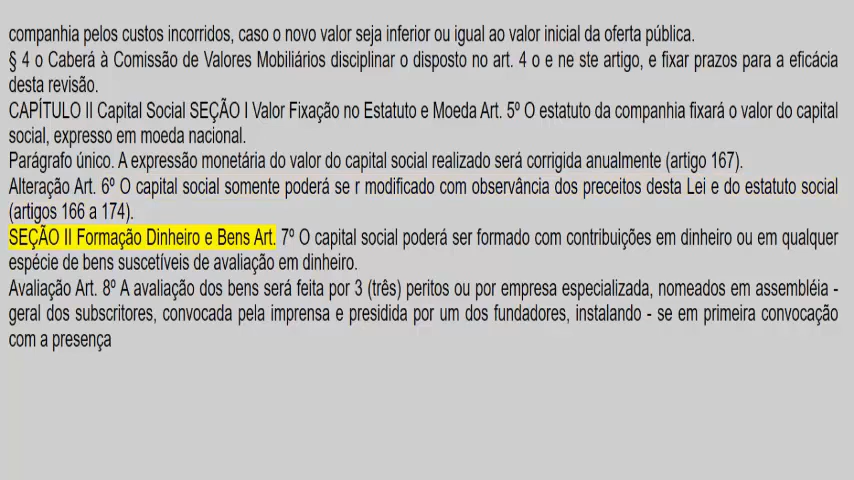 companhia pelos custos incorridos, caso o novo valor seja inferior ou igual ao valor inicial da oferta pública.
§ 4 o Caberá à Comissão de Valores Mobiliários disciplinar o disposto no art. 4 o e ne ste artigo, e fixar prazos para a eficácia
desta revisão.
CAPÍTULO II Capital Social SEÇÃO I Valor Fixação no Estatuto e Moeda Art. 5º O estatuto da companhia fixará o valor do capital
social, expresso em moeda nacional.
Parágrafo único. A expressão monetária do valor do capital social realizado será corrigida anualmente (artigo 167).
Alteração Art. 6º O capital social somente poderá se r modificado com observância dos preceitos desta Lei e do estatuto social
(artigos 166 a 174).
SEÇÃO II Formação Dinheiro e Bens Art. 7º O capital social poderá ser formado com contribuições em dinheiro ou em qualquer
espécie de bens suscetíveis de avaliação em dinheiro.
Avaliação Art. 8º A avaliação dos bens será feita por 3 (três) peritos ou por empresa especializada, nomeados em assembléia -
geral dos subscritores, convocada pela imprensa e presidida por um dos fundadores, instalando - se em primeira convocação
com a presença